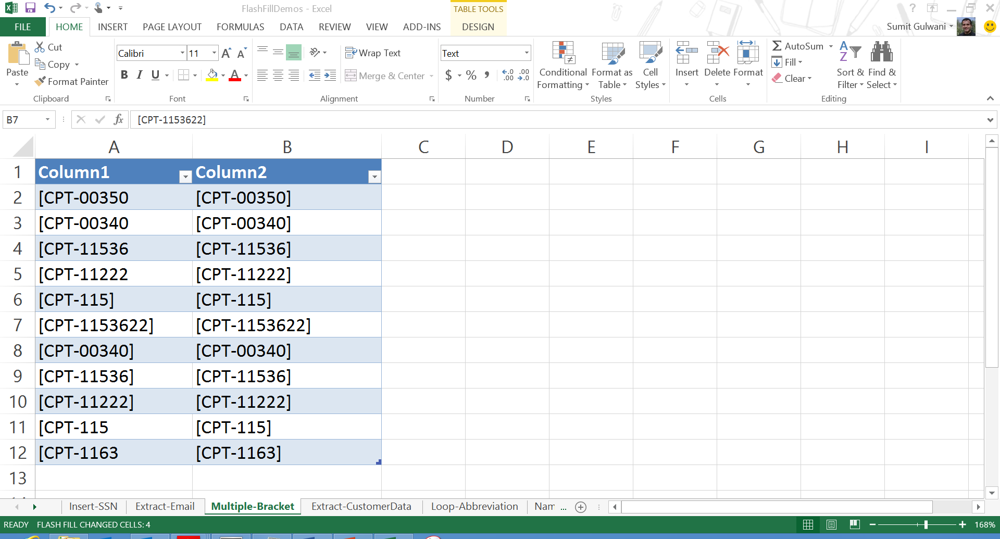 FlashFillDemos - Excel
TABLE TOOLS
?
FILE HOME INSERT PAGE LAYOUT FORMULAS DATA REVIEW VIEW ADD-INS DESIGN
Sumit Gulwani
Paste
Cut
Copy
Format Painter
Clipboard
Calibri 11
B I U
Font
Wrap Text
Merge & Center
Alignment
Text
$ % ,
Number
Conditional Formatting
Format as Table
Cell Styles
Styles
Insert
Delete
Format
Cells
AutoSum
Fill
Clear
Sort & Filter
Find & Select
Editing
B7 fx [CPT-1153622]
A B C D E F G H I
1 Column1 Column2
2 [CPT-00350 [CPT-00350]
3 [CPT-00340 [CPT-00340]
4 [CPT-11536 [CPT-11536]
5 [CPT-11222 [CPT-11222]
6 [CPT-115] [CPT-115]
7 [CPT-1153622] [CPT-1153622]
8 [CPT-00340] [CPT-00340]
9 [CPT-11536] [CPT-11536]
10 [CPT-11222] [CPT-11222]
11 [CPT-115 [CPT-115]
12 [CPT-1163 [CPT-1163]
13
Insert-SSN Extract-Email Multiple-Bracket Extract-CustomerData Loop-Abbreviation Nam ...
READY FLASH FILL CHANGED CELLS: 4 168%